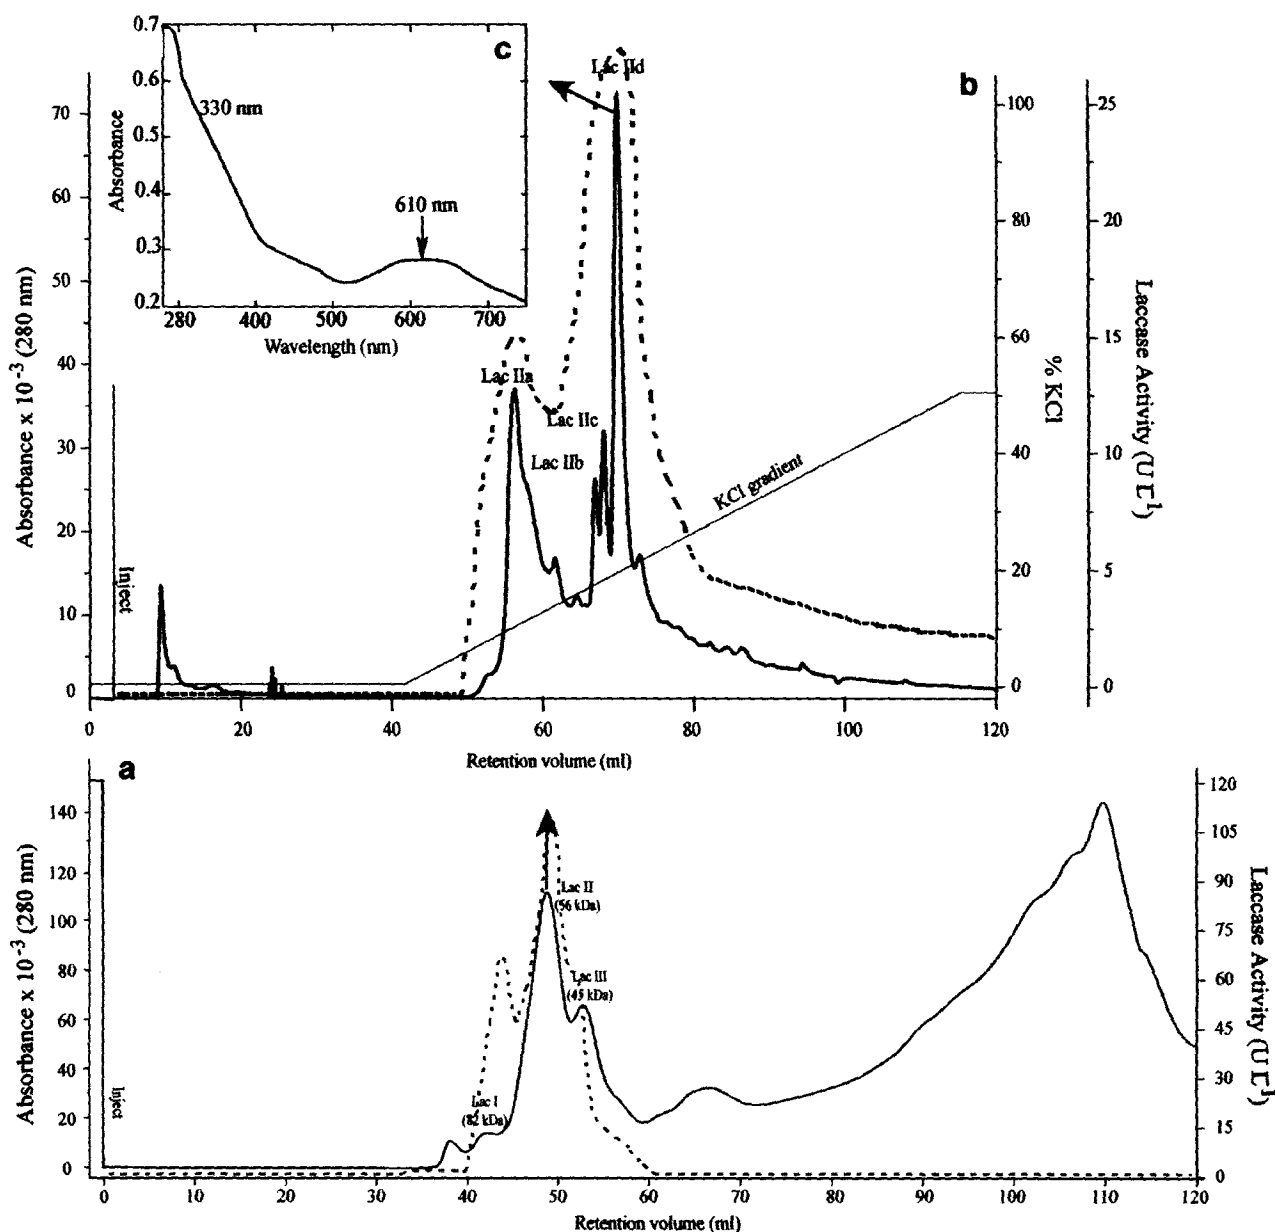 c
0.7
0.6
0.5
0.4
0.3
0.2
Absorbance
330 nm
610 nm
280 400 500 600 700
Wavelength (nm)
b
Absorbance x 10⁻³ (280 nm)
70
60
50
40
30
20
10
0
Lac IId
Lac IIa
Lac IIc
Lac IIb
KCl gradient
Inject
100
80
60
40
20
0
% KCl
25
20
15
10
5
0
Laccase Activity (U L⁻¹)
0 20 40 60 80 100 120
Retention volume (ml)
a
Absorbance x 10⁻³ (280 nm)
140
120
100
80
60
40
20
0
Lac II
(56 kDa)
Lac III
(45 kDa)
Lac I
(82 kDa)
Inject
120
105
90
75
60
45
30
15
0
Laccase Activity (U L⁻¹)
0 10 20 30 40 50 60 70 80 90 100 110 120
Retention volume (ml)